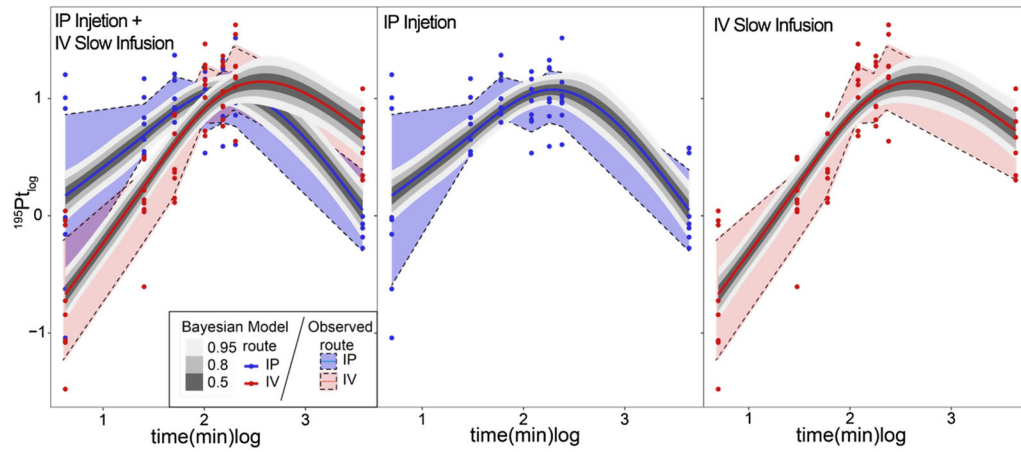 IP Injetion +
IV Slow Infusion
IP Injetion
IV Slow Infusion
195Ptlog
1
0
−1
Bayesian Model
0.95
0.8
0.5
route
IP
IV
Observed
route
IP
IV
1 2 3
1 2 3
1 2 3
time(min)log
time(min)log
time(min)log